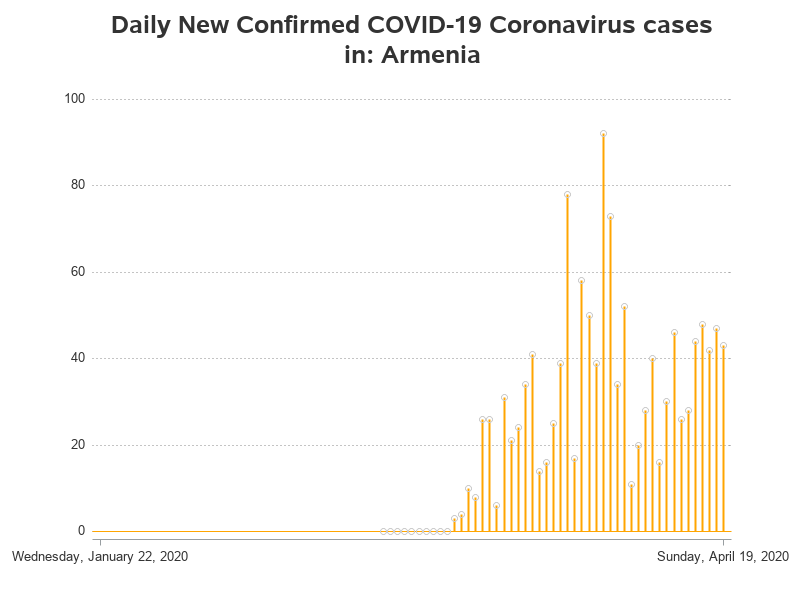 Daily New Confirmed COVID-19 Coronavirus cases
in: Armenia
100
80
60
40
20
0
Wednesday, January 22, 2020
Sunday, April 19, 2020